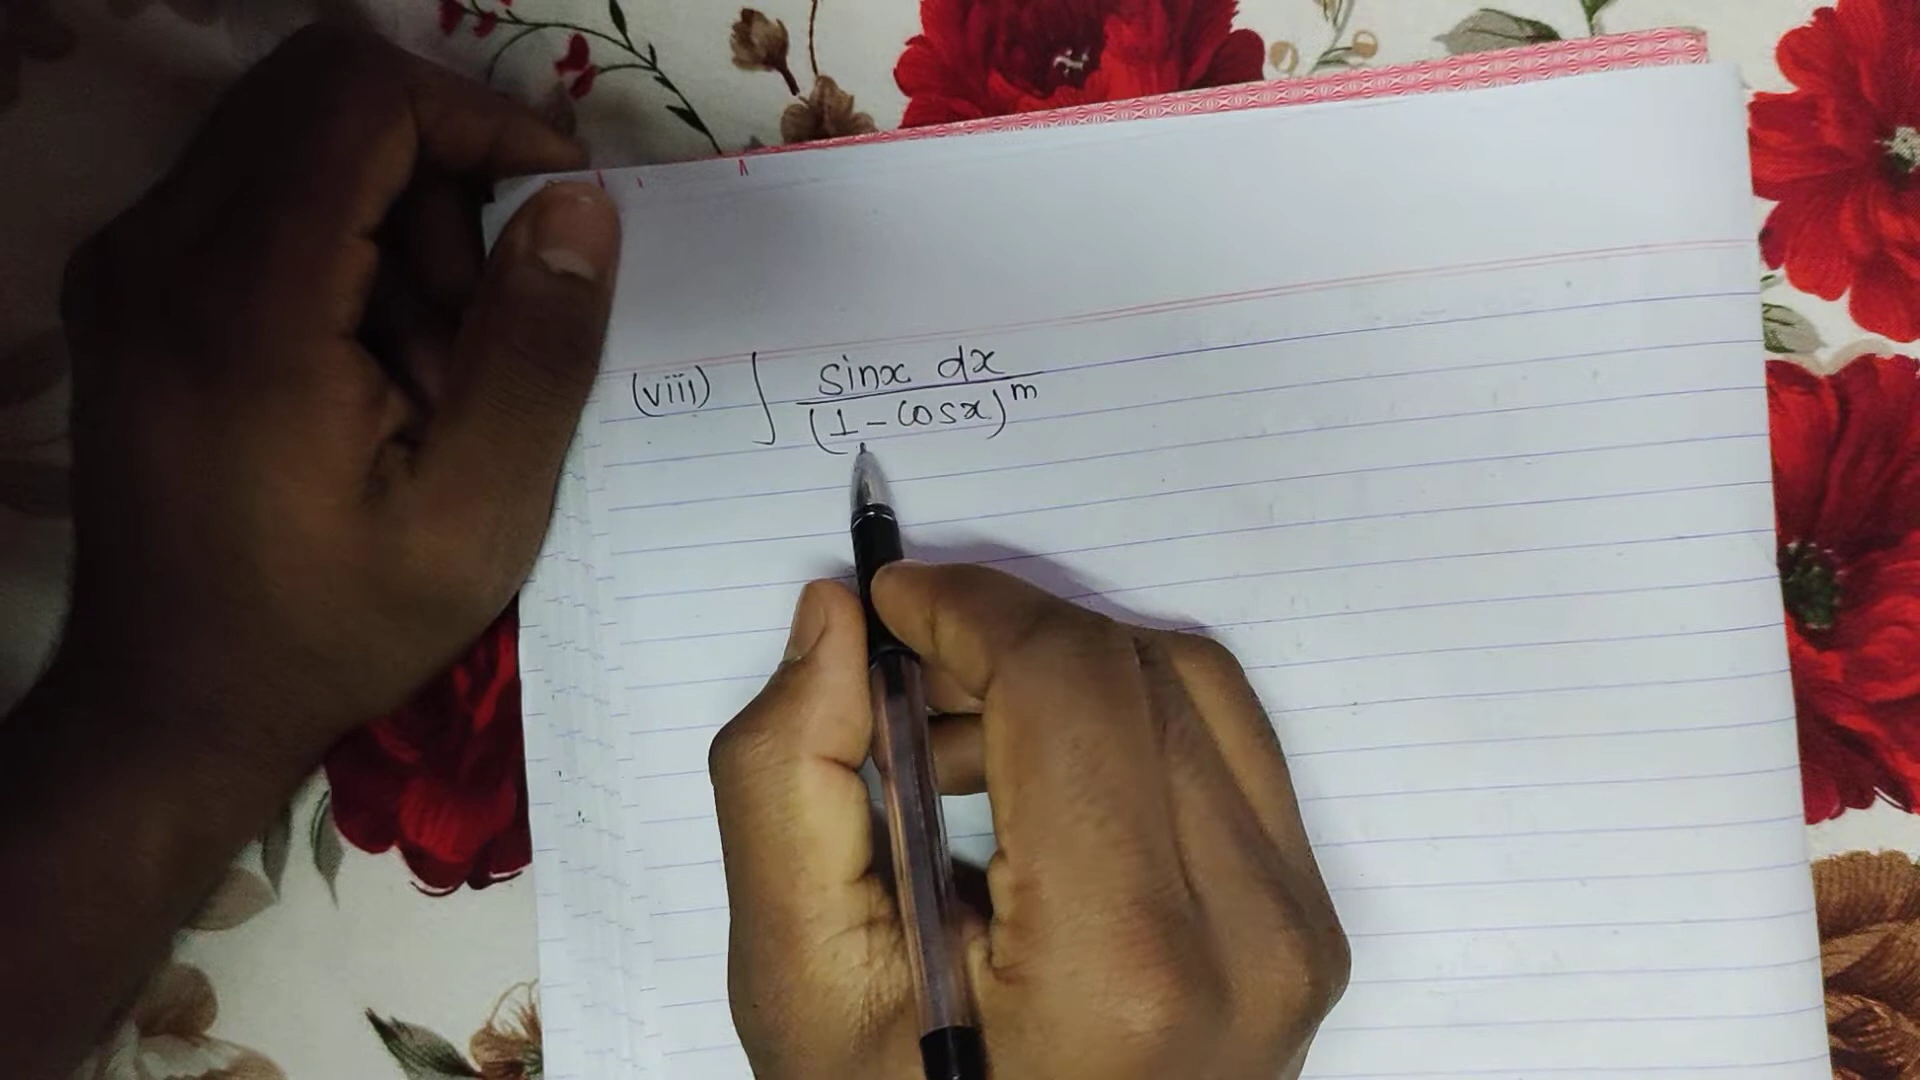 (viii) ∫ sinx dx / (1 - cosx)^m